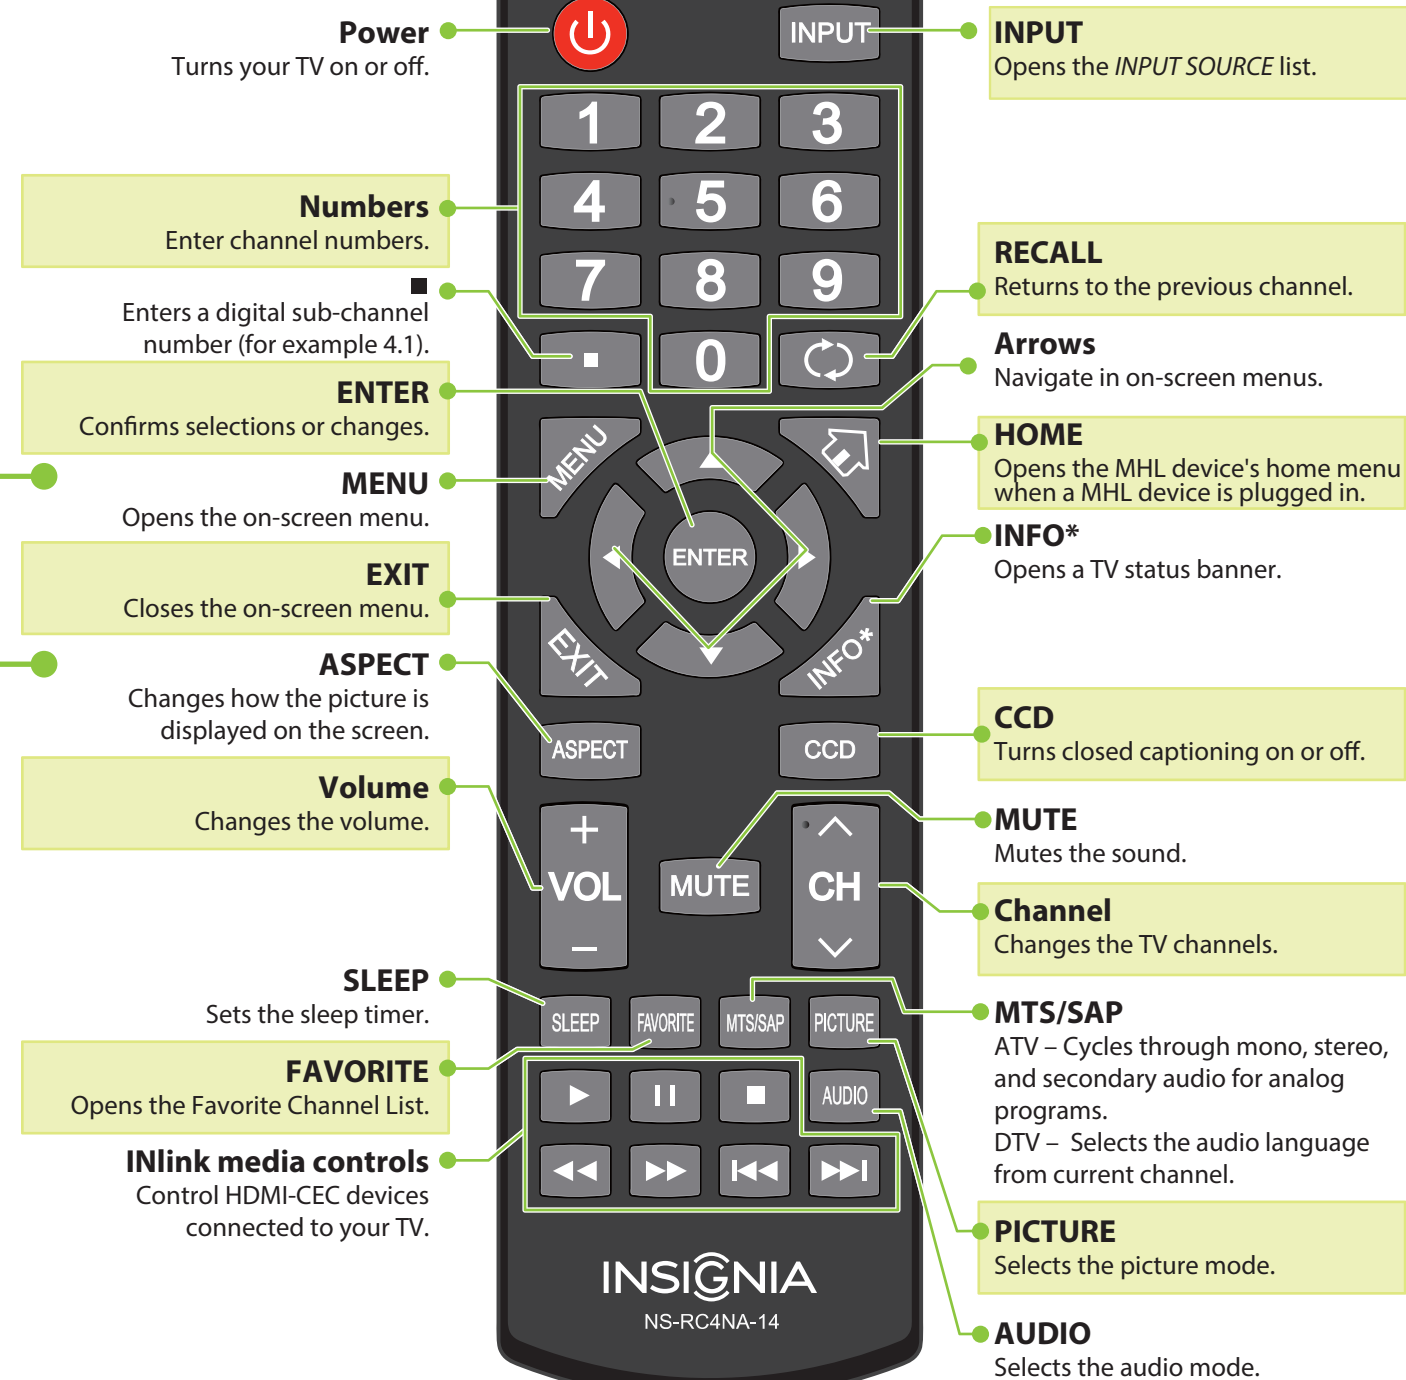 Power
Turns your TV on or off.
Numbers
Enter channel numbers.
■
Enters a digital sub-channel
number (for example 4.1).
ENTER
Confirms selections or changes.
MENU
Opens the on-screen menu.
EXIT
Closes the on-screen menu.
ASPECT
Changes how the picture is
displayed on the screen.
Volume
Changes the volume.
SLEEP
Sets the sleep timer.
FAVORITE
Opens the Favorite Channel List.
INlink media controls
Control HDMI-CEC devices
connected to your TV.
INPUT
1 2 3
4 5 6
7 8 9
0
MENU
ENTER
EXIT
INFO*
ASPECT
CCD
+
VOL
–
MUTE
CH
SLEEP
FAVORITE
MTS/SAP
PICTURE
AUDIO
INSIGNIA
NS-RC4NA-14
INPUT
Opens the INPUT SOURCE list.
RECALL
Returns to the previous channel.
Arrows
Navigate in on-screen menus.
HOME
Opens the MHL device's home menu
when a MHL device is plugged in.
INFO*
Opens a TV status banner.
CCD
Turns closed captioning on or off.
MUTE
Mutes the sound.
Channel
Changes the TV channels.
MTS/SAP
ATV – Cycles through mono, stereo,
and secondary audio for analog
programs.
DTV – Selects the audio language
from current channel.
PICTURE
Selects the picture mode.
AUDIO
Selects the audio mode.